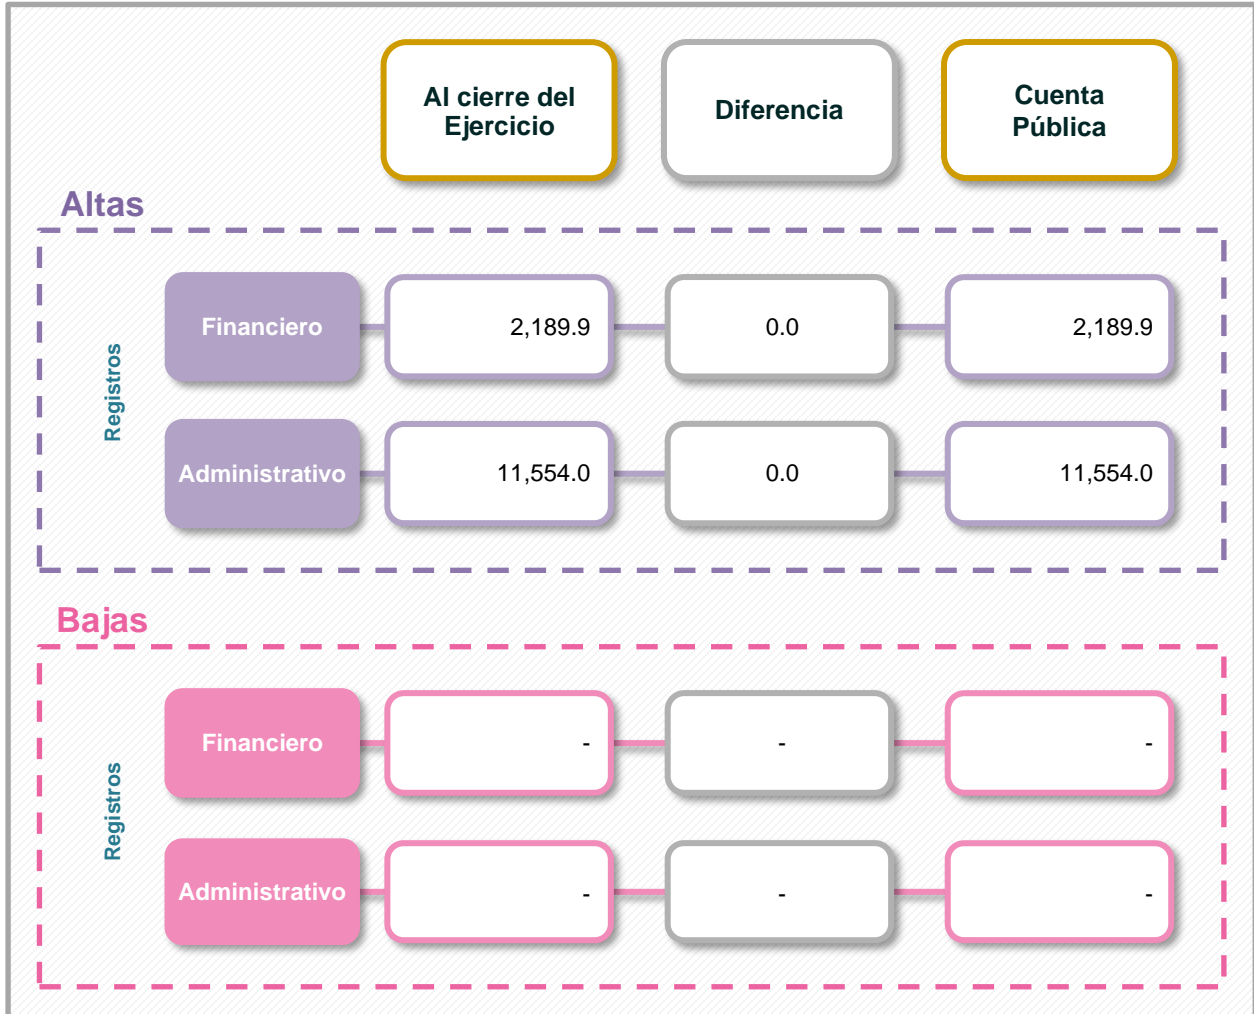 Al cierre del
Ejercicio
Diferencia
Cuenta
Pública
Altas
Registros
Financiero
2,189.9
0.0
2,189.9
Administrativo
11,554.0
0.0
11,554.0
Bajas
Registros
Financiero
-
-
-
Administrativo
-
-
-